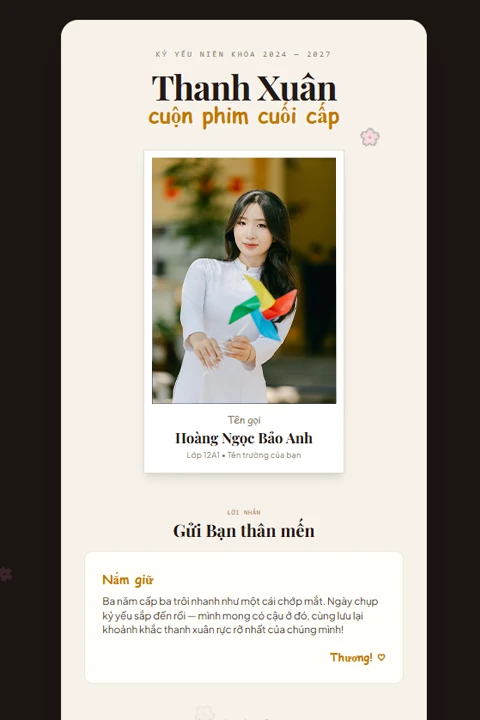 KỶ YẾU NIÊN KHÓA 2024 — 2027
Thanh Xuân
cuộn phim cuối cấp
Tên gọi
Hoàng Ngọc Bảo Anh
Lớp 12A1 • Tên trường của bạn
LỜI NHẮN
Gửi Bạn thân mến
Nắm giữ
Ba năm cấp ba trôi nhanh như một cái chớp mắt. Ngày chụp
kỷ yếu sắp đến rồi — mình mong có cậu ở đó, cùng lưu lại
khoảnh khắc thanh xuân rực rỡ nhất của chúng mình!
Thương! ♡